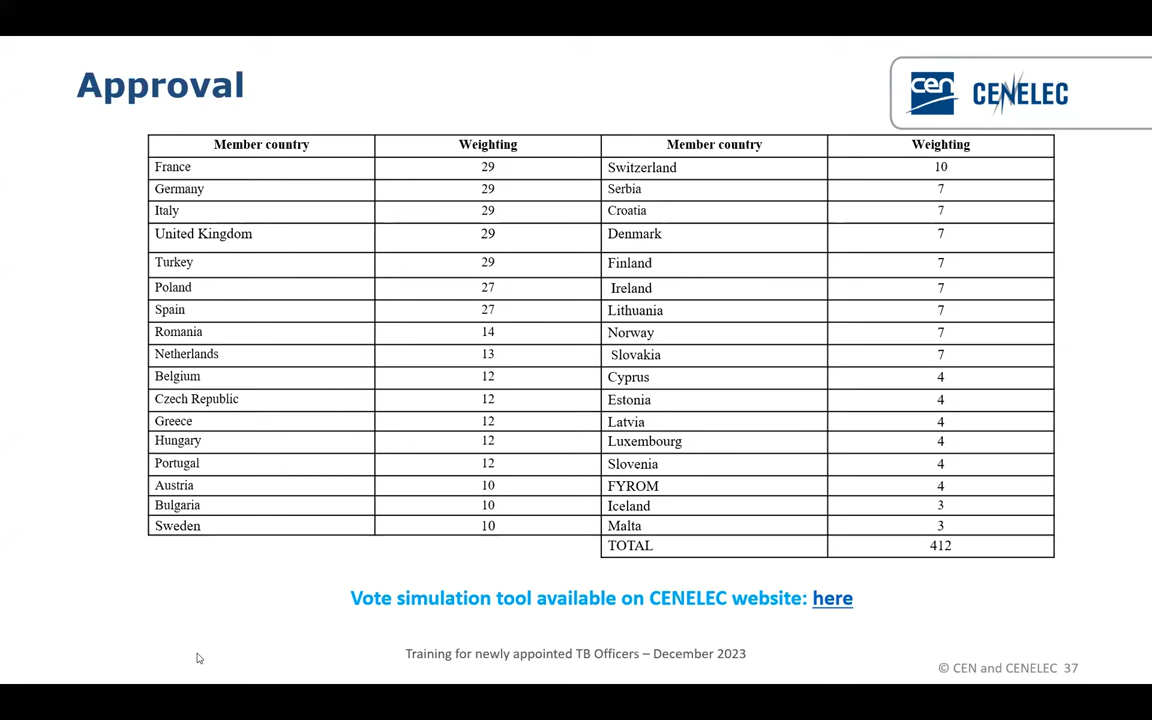 Approval
cen CENELEC
Member country Weighting Member country Weighting
France 29 Switzerland 10
Germany 29 Serbia 7
Italy 29 Croatia 7
United Kingdom 29 Denmark 7
Turkey 29 Finland 7
Poland 27 Ireland 7
Spain 27 Lithuania 7
Romania 14 Norway 7
Netherlands 13 Slovakia 7
Belgium 12 Cyprus 4
Czech Republic 12 Estonia 4
Greece 12 Latvia 4
Hungary 12 Luxembourg 4
Portugal 12 Slovenia 4
Austria 10 FYROM 4
Bulgaria 10 Iceland 3
Sweden 10 Malta 3
TOTAL 412
Vote simulation tool available on CENELEC website: here
Training for newly appointed TB Officers – December 2023
© CEN and CENELEC 37